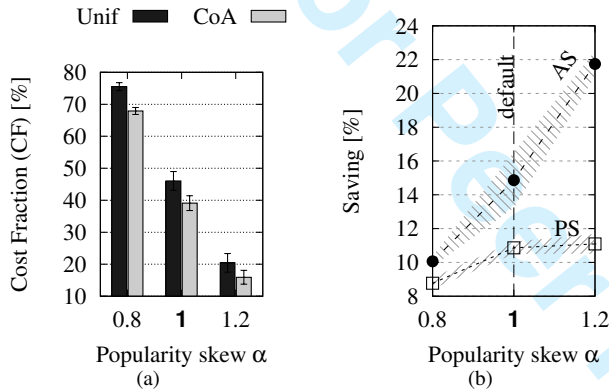 Unif CoA
Cost Fraction (CF) [%]
80
70
60
50
40
30
20
10
0.8 1 1.2
Popularity skew α
(a)
Saving [%]
24
22
20
18
16
14
12
10
8
default
AS
PS
0.8 1 1.2
Popularity skew α
(b)
or Peer